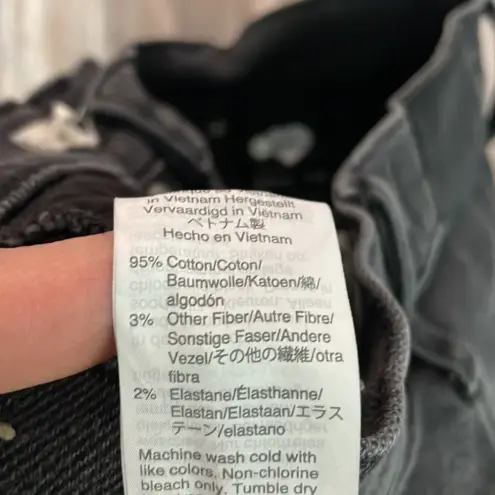 in Vietnam Hergestellt
Vervaardigd in Vietnam
ベトナム製
Hecho en Vietnam
95% Cotton/Coton/
Baumwolle/Katoen/綿/
algodón
3% Other Fiber/Autre Fibre/
Sonstige Faser/Andere
Vezel/その他の繊維/otra
fibra
2% Elastane/Élasthanne/
Elastan/Elastaan/エラス
テーン/elastano
Machine wash cold with
like colors. Non-chlorine
bleach only. Tumble dry